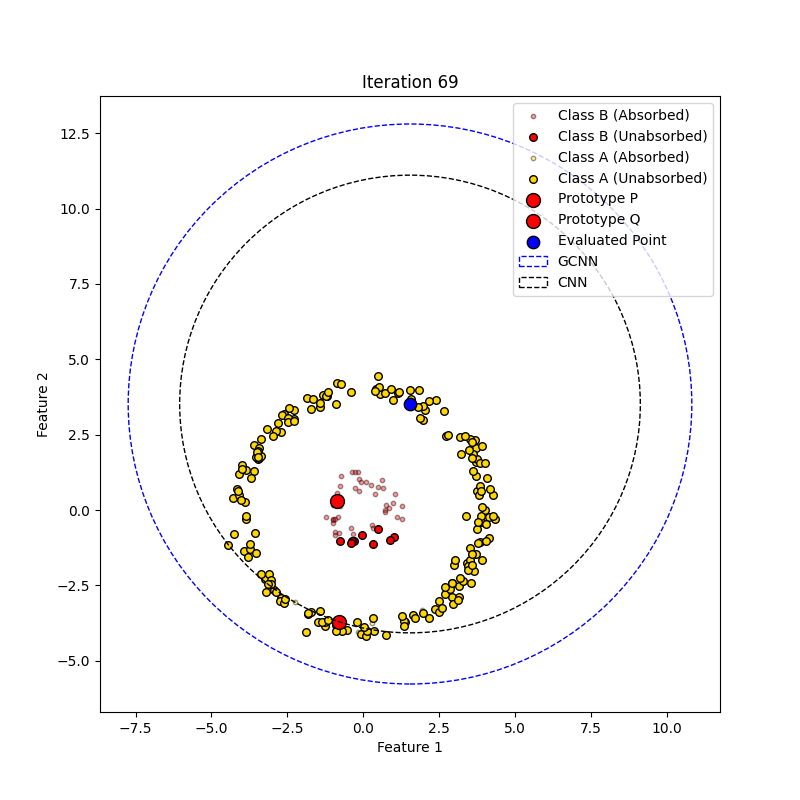 Iteration 69
Class B (Absorbed)
Class B (Unabsorbed)
Class A (Absorbed)
Class A (Unabsorbed)
Prototype P
Prototype Q
Evaluated Point
GCNN
CNN
12.5
10.0
7.5
5.0
2.5
0.0
−2.5
−5.0
Feature 2
−7.5 −5.0 −2.5 0.0 2.5 5.0 7.5 10.0
Feature 1